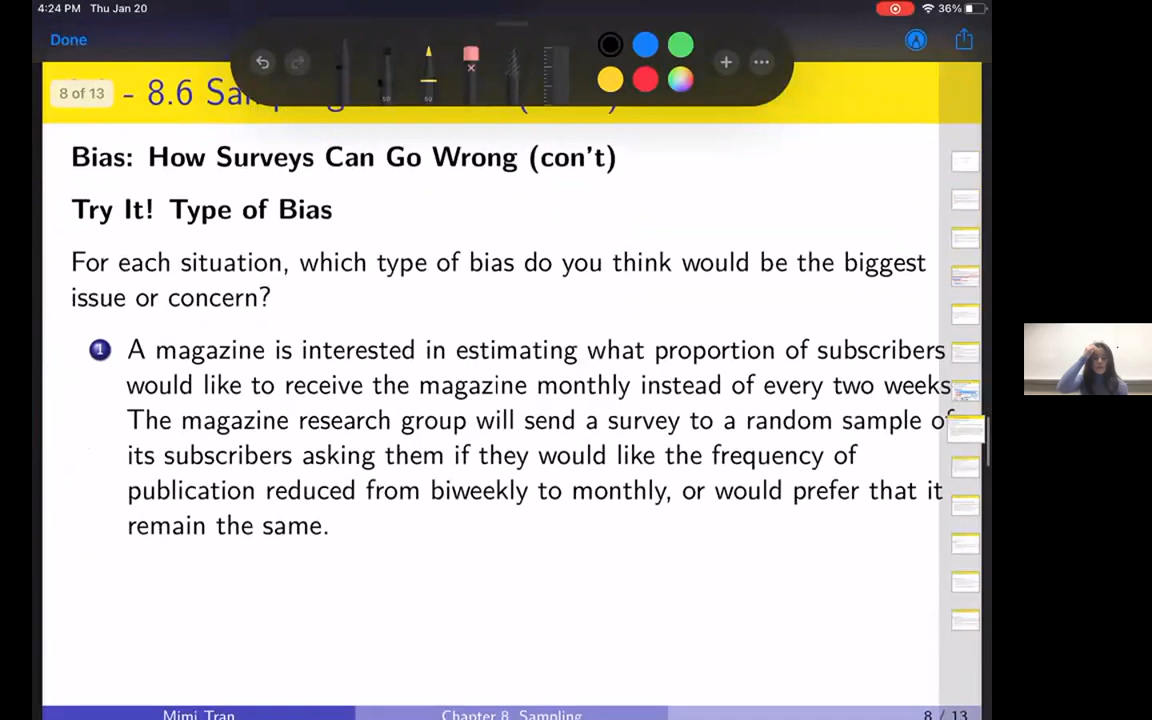 4:24 PM Thu Jan 20
36%
Done
8 of 13
- 8.6
Bias: How Surveys Can Go Wrong (con't)
Try It! Type of Bias
For each situation, which type of bias do you think would be the biggest
issue or concern?
1 A magazine is interested in estimating what proportion of subscribers
would like to receive the magazine monthly instead of every two weeks
The magazine research group will send a survey to a random sample of
its subscribers asking them if they would like the frequency of
publication reduced from biweekly to monthly, or would prefer that it
remain the same.
Mimi Tran Chapter 8 Sampling 8 / 13